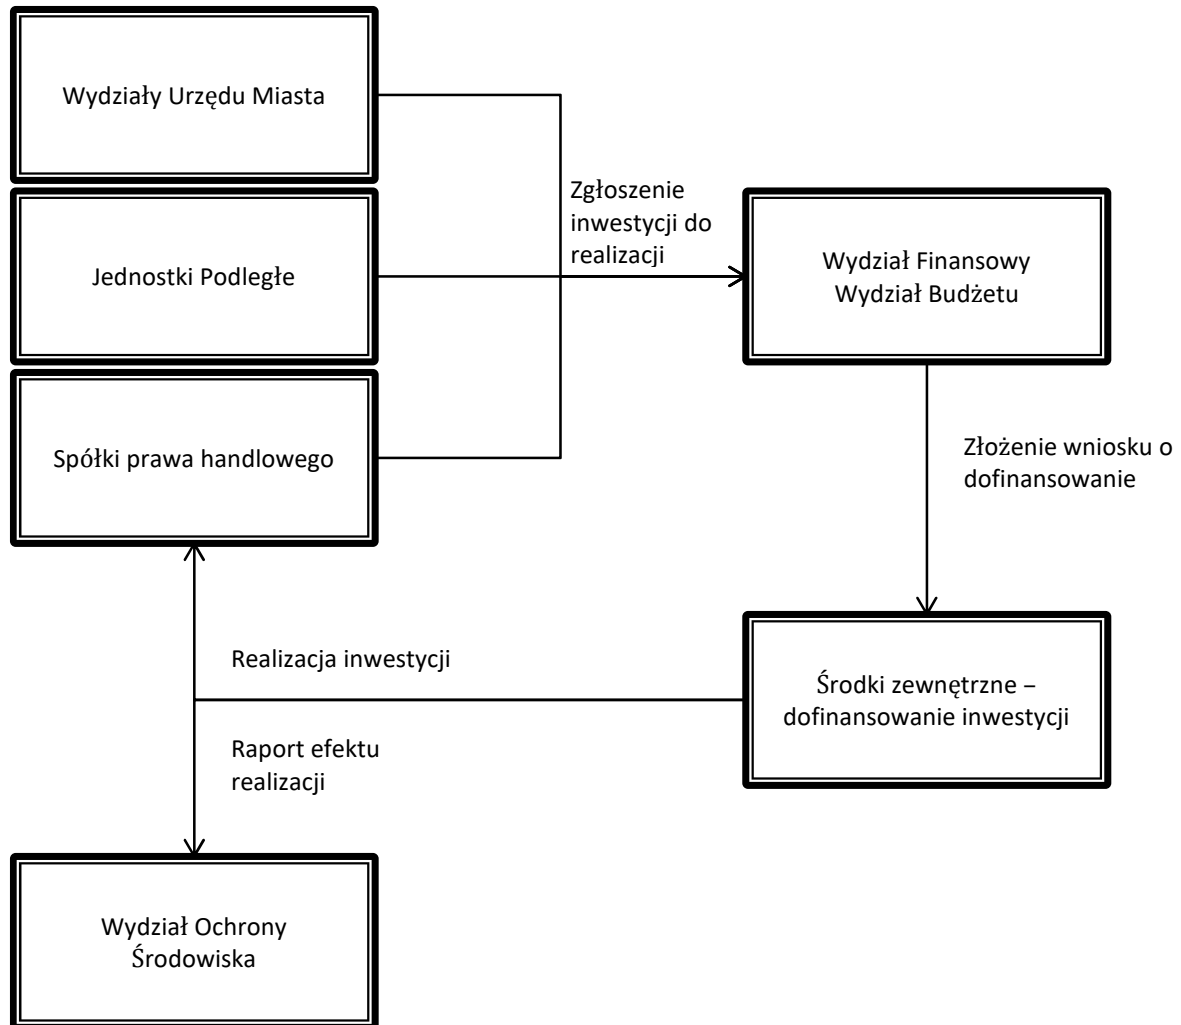 Wydziały Urzędu Miasta
Zgłoszenie
inwestycji do
realizacji
Jednostki Podległe
Wydział Finansowy
Wydział Budżetu
Spółki prawa handlowego
Złożenie wniosku o
dofinansowanie
Realizacja inwestycji
Środki zewnętrzne –
dofinansowanie inwestycji
Raport efektu
realizacji
Wydział Ochrony
Środowiska